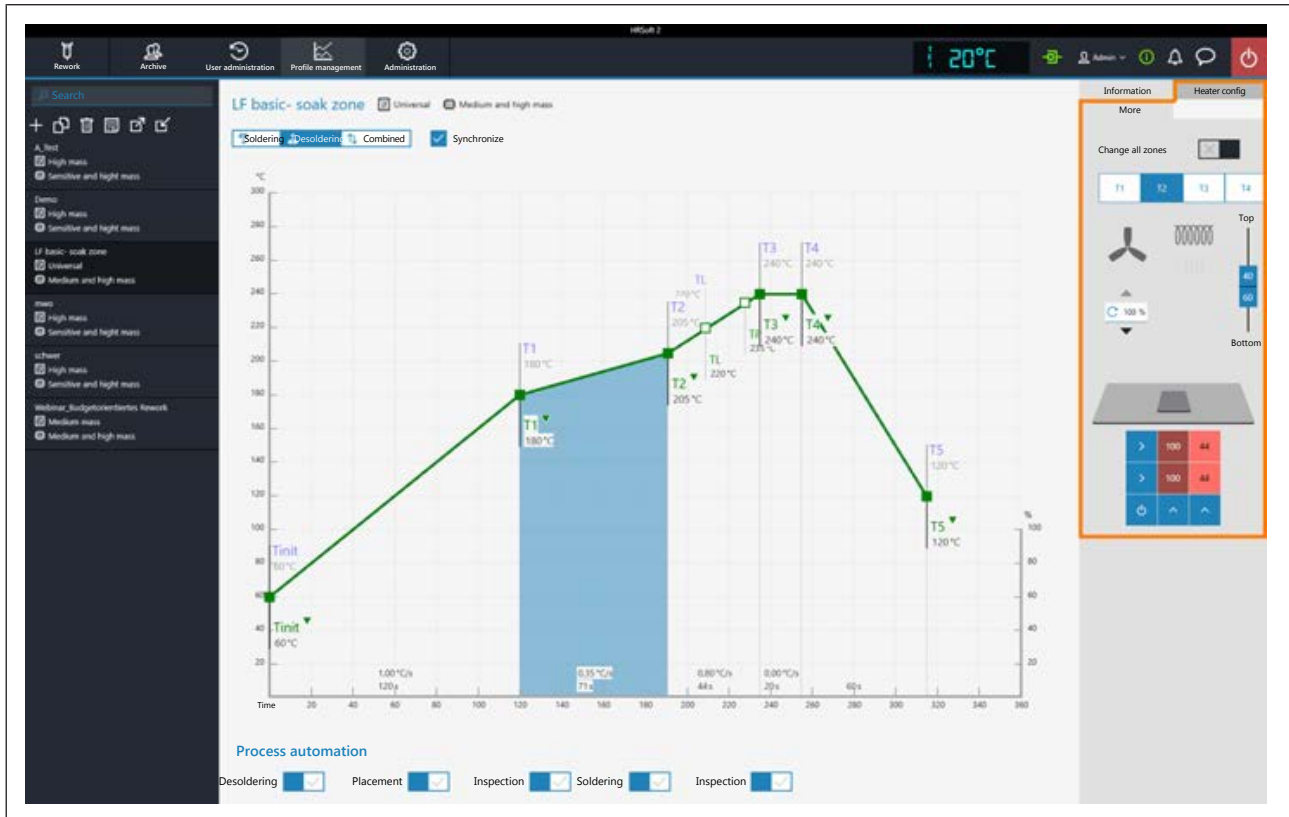 HRSoft 2
Rework Archive User administration Profile management Administration 20°C Admin
Search
A_Test
High mass
Sensitive and hight mass
Demo
High mass
Sensitive and hight mass
LF basic- soak zone
Universal
Medium and high mass
High mass
Sensitive and hight mass
schwer
High mass
Sensitive and hight mass
Webinar_Budgetorientiertes Rework
Medium mass
Medium and high mass
LF basic- soak zone Universal Medium and high mass
Soldering Desoldering Combined Synchronize
°C
300
280
260
240
220
200
180
160
140
120
100
80
60
40
20
Tinit
60°C
Tinit
60°C
T1
180°C
T1
180°C
T2
205°C
T2
205°C
TL
220°C
TL
220°C
235°C
T3
240°C
T3
240°C
T4
240°C
T4
240°C
T5
120°C
T5
120°C
%
100
80
60
40
20
1,00°C/s 0,35 °C/s 0,80°C/s 0,00°C/s
120s 71s 44s 20s 60s
Time 20 40 60 80 100 120 140 160 180 200 220 240 260 280 300 320 340 360
Process automation
Desoldering Placement Inspection Soldering Inspection
Information Heater config
More
Change all zones
T1 T2 T3 T4
Top
40
60
100 %
Bottom
100 44
100 44